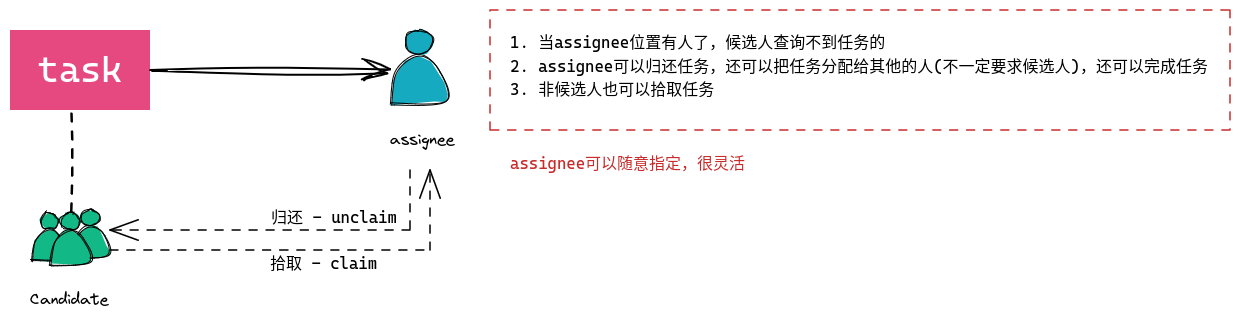 task
1. 当assignee位置有人了，候选人查询不到任务的
2. assignee可以归还任务，还可以把任务分配给其他的人(不一定要求候选人)，还可以完成任务
3. 非候选人也可以拾取任务
assignee
assignee可以随意指定，很灵活
归还 - unclaim
拾取 - claim
Candidate